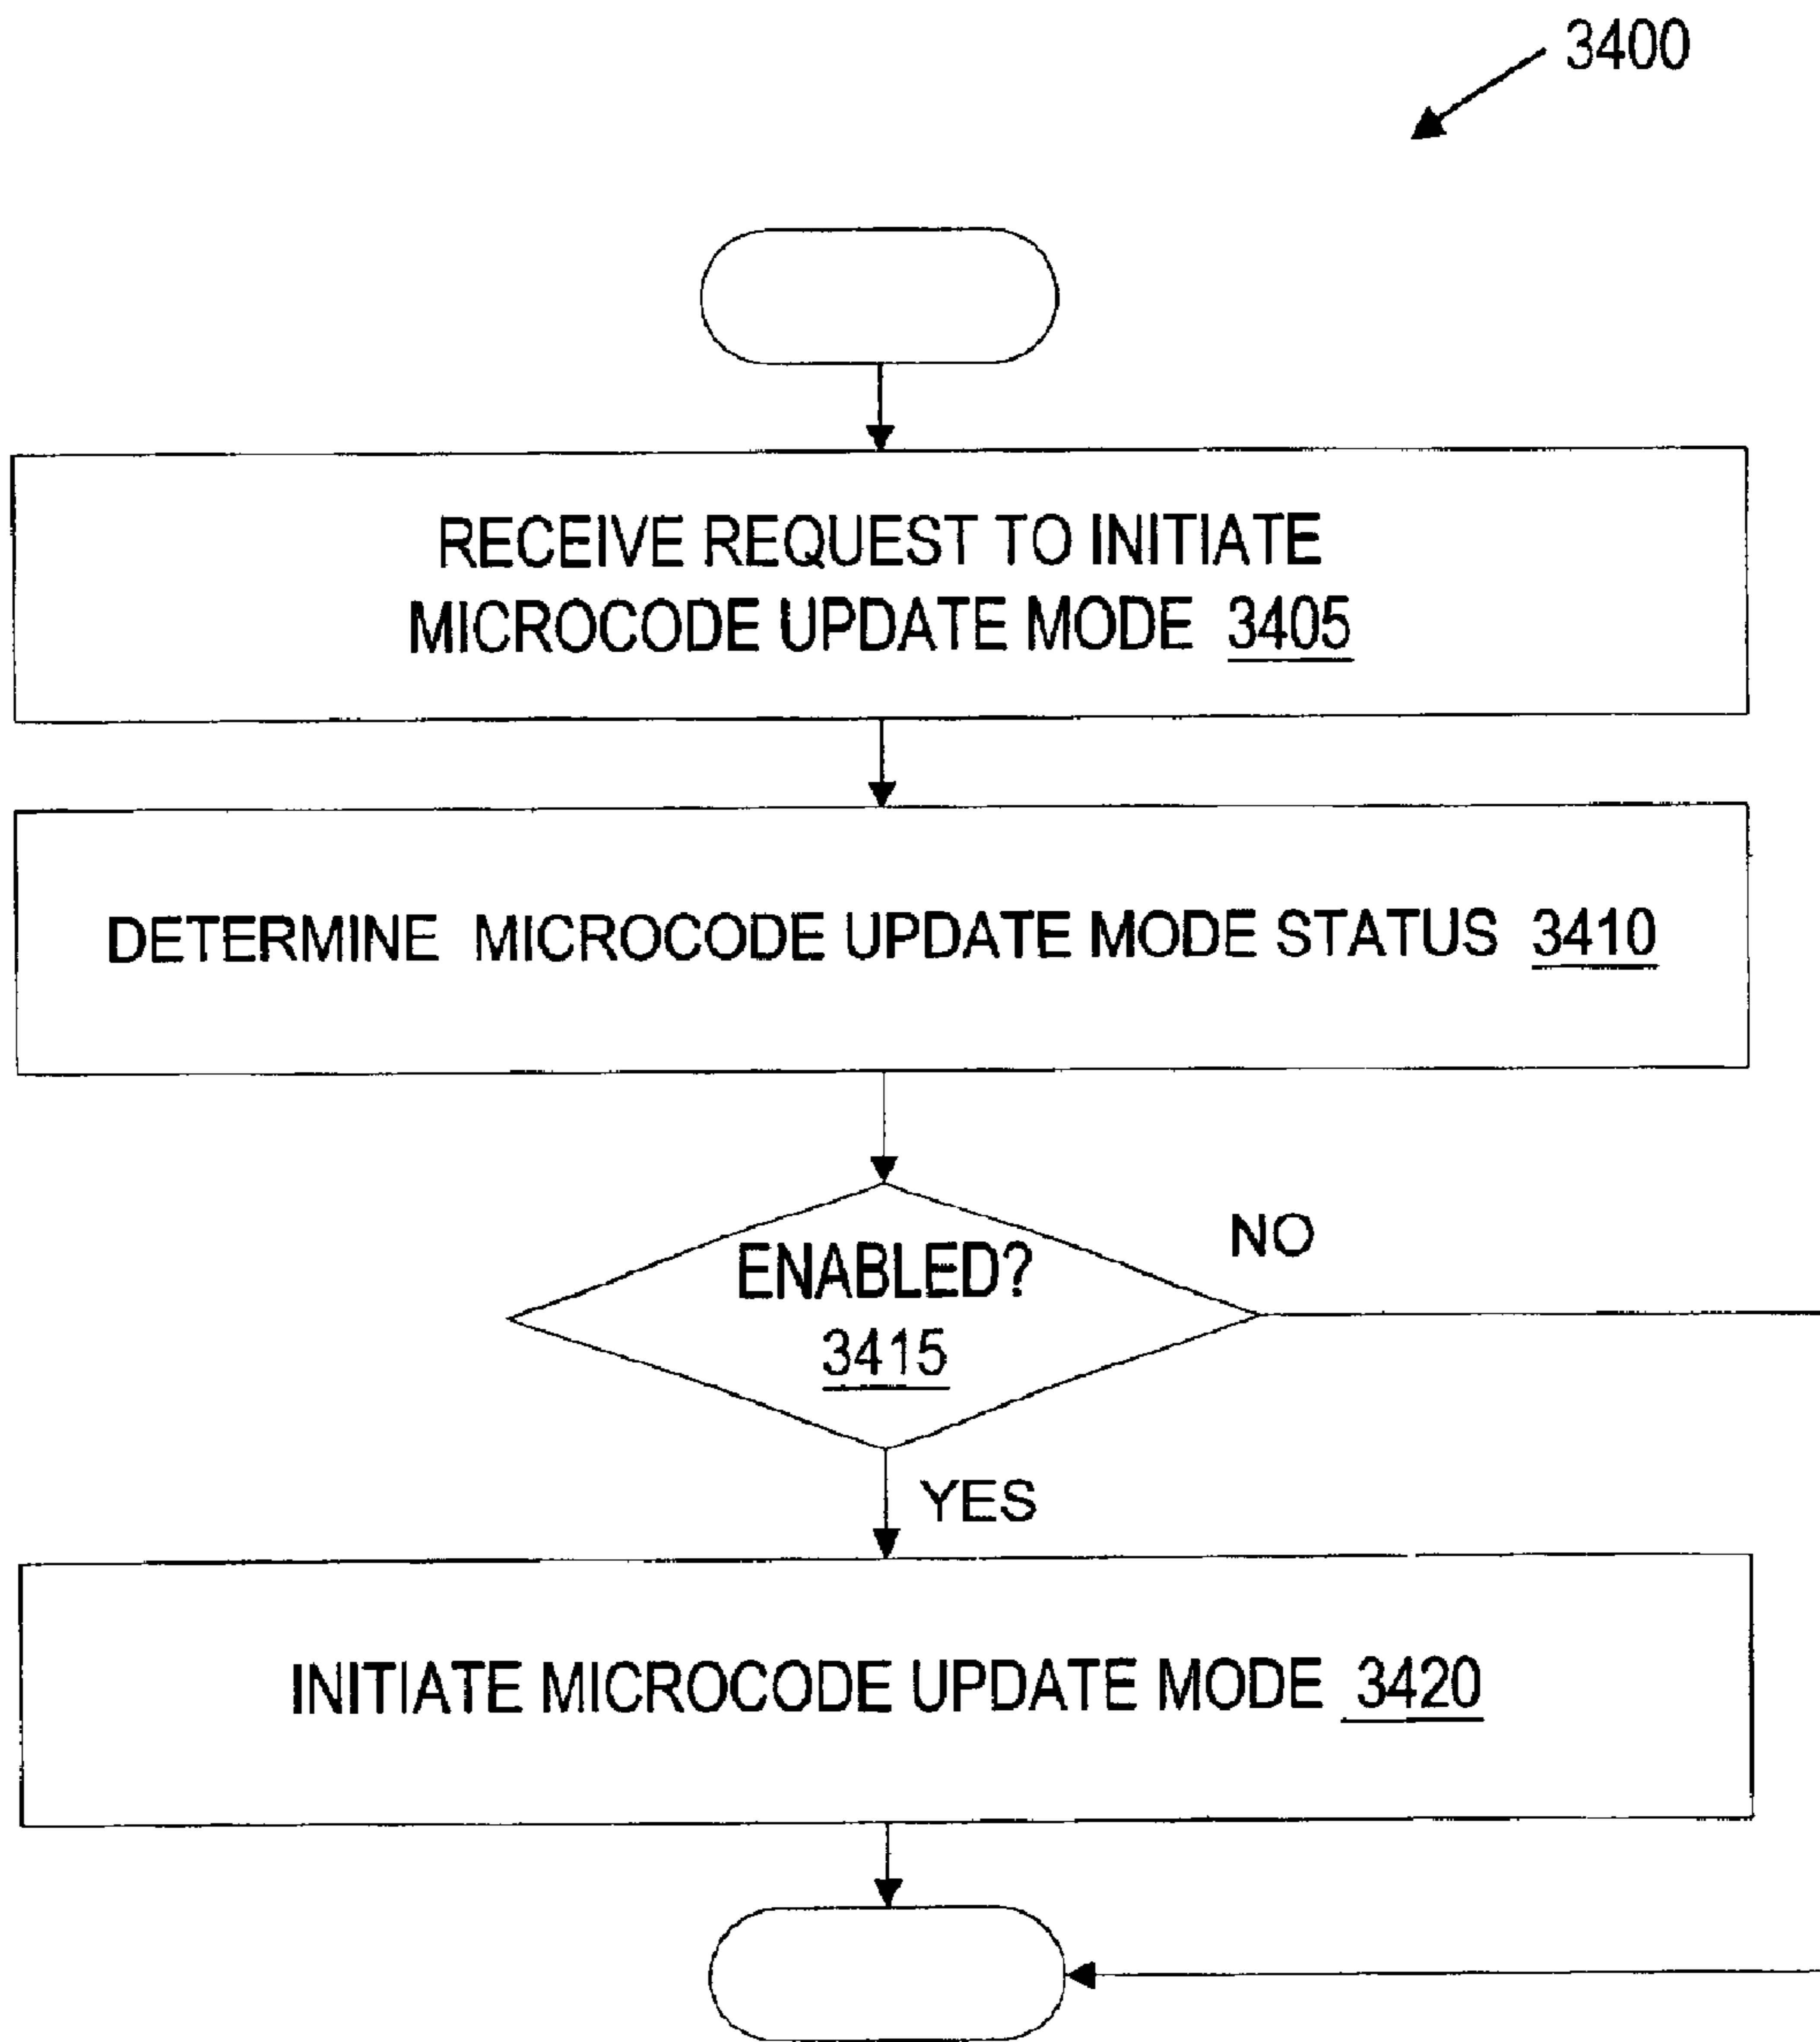 3400
RECEIVE REQUEST TO INITIATE
MICROCODE UPDATE MODE 3405
DETERMINE MICROCODE UPDATE MODE STATUS 3410
ENABLED?
3415
NO
YES
INITIATE MICROCODE UPDATE MODE 3420